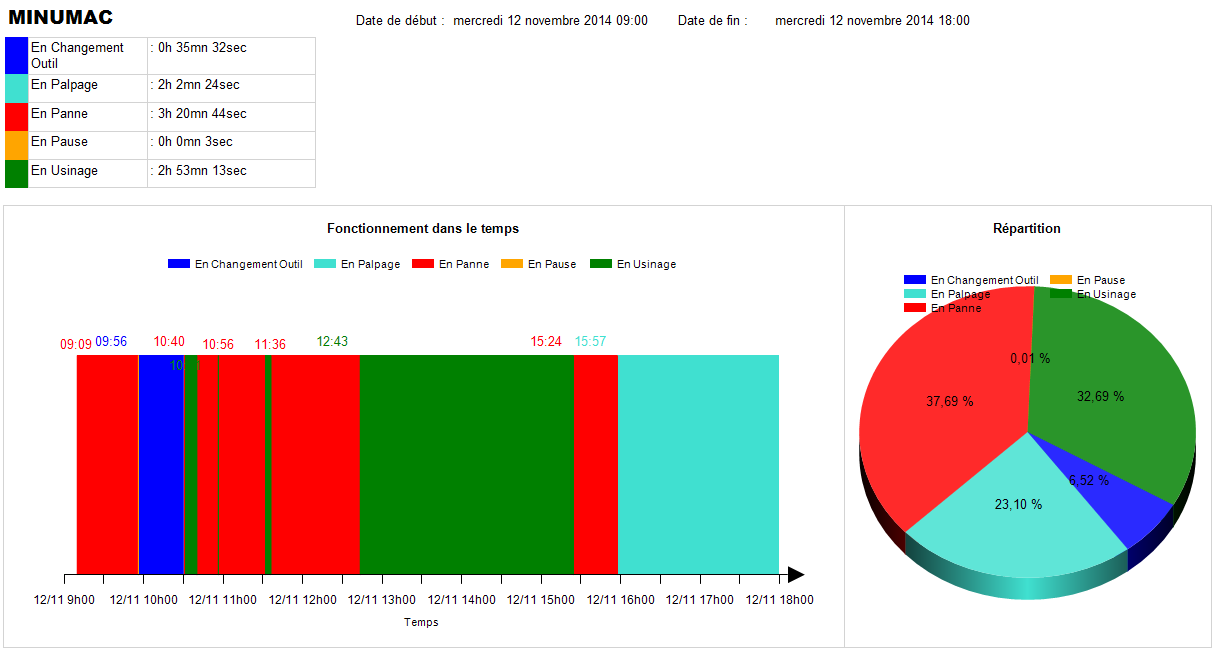 MINUMAC
Date de début : mercredi 12 novembre 2014 09:00 Date de fin : mercredi 12 novembre 2014 18:00
En Changement Outil : 0h 35mn 32sec
En Palpage : 2h 2mn 24sec
En Panne : 3h 20mn 44sec
En Pause : 0h 0mn 3sec
En Usinage : 2h 53mn 13sec
Fonctionnement dans le temps
En Changement Outil En Palpage En Panne En Pause En Usinage
09:09 09:56 10:40 10:56 11:36 12:43 15:24 15:57
12/11 9h00 12/11 10h00 12/11 11h00 12/11 12h00 12/11 13h00 12/11 14h00 12/11 15h00 12/11 16h00 12/11 17h00 12/11 18h00
Temps
Répartition
En Changement Outil En Pause
En Palpage En Usinage
En Panne
0,01 %
37,69 %
32,69 %
6,52 %
23,10 %